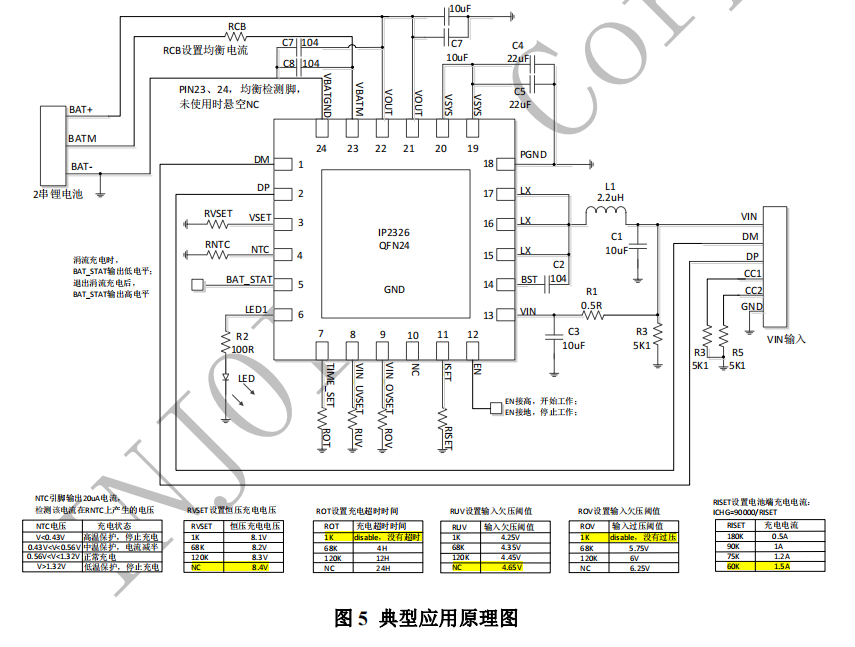 10uF
RCB
C7 104
C7
10uF
C4
22uF
RCB设置均衡电流
C8 104
C5
22uF
PIN23、24，均衡检测脚，
未使用时悬空NC
VBATGND
VBATM
VOUT
VOUT
VSYS
VSYS
BAT+
BATM
BAT-
2串锂电池
24
23
22
21
20
19
DM
1
18
PGND
DP
2
17
LX
L1
2.2uH
RVSET
VSET
3
16
LX
IP2326
QFN24
C1
10uF
VIN
DM
DP
CC1
CC2
GND
VIN输入
RNTC
NTC
4
15
LX
C2
104
涓流充电时，
BAT_STAT输出低电平；
退出涓流充电后，
BAT_STAT输出高电平
BAT_STAT
5
GND
14
BST
R1
0.5R
LED1
6
13
VIN
R2
100R
C3
10uF
R3
5K1
R3
5K1
R5
5K1
LED
7
8
9
10
11
12
TIME_SET
VIN_UVSET
VIN_OVSET
NC
ISET
EN
EN接高，开始工作；
EN接地，停止工作；
ROT
RUV
ROV
RISET
INJOI
Corp
NTC引脚输出20uA电流，
检测该电流在RNTC上产生的电压
NTC电压 充电状态
V<0.43V 高温保护，停止充电
0.43V<V<0.56V 中温保护，电流减半
0.56V<V<1.32V 正常充电
V>1.32V 低温保护，停止充电
RVSET设置恒压充电电压
RVSET 恒压充电电压
1K 8.1V
68K 8.2V
120K 8.3V
NC 8.4V
ROT设置充电超时时间
ROT 充电超时时间
1K disable，没有超时
68K 4H
120K 12H
NC 24H
RUV设置输入欠压阈值
RUV 输入欠压阈值
1K 4.25V
68K 4.35V
120K 4.45V
NC 4.65V
ROV设置输入欠压阈值
ROV 输入过压阈值
1K disable，没有过压
68K 5.75V
120K 6V
NC 6.25V
RISET设置电池端充电电流：
ICHG=90000/RISET
RISET 充电电流
180K 0.5A
90K 1A
75K 1.2A
60K 1.5A
图 5 典型应用原理图